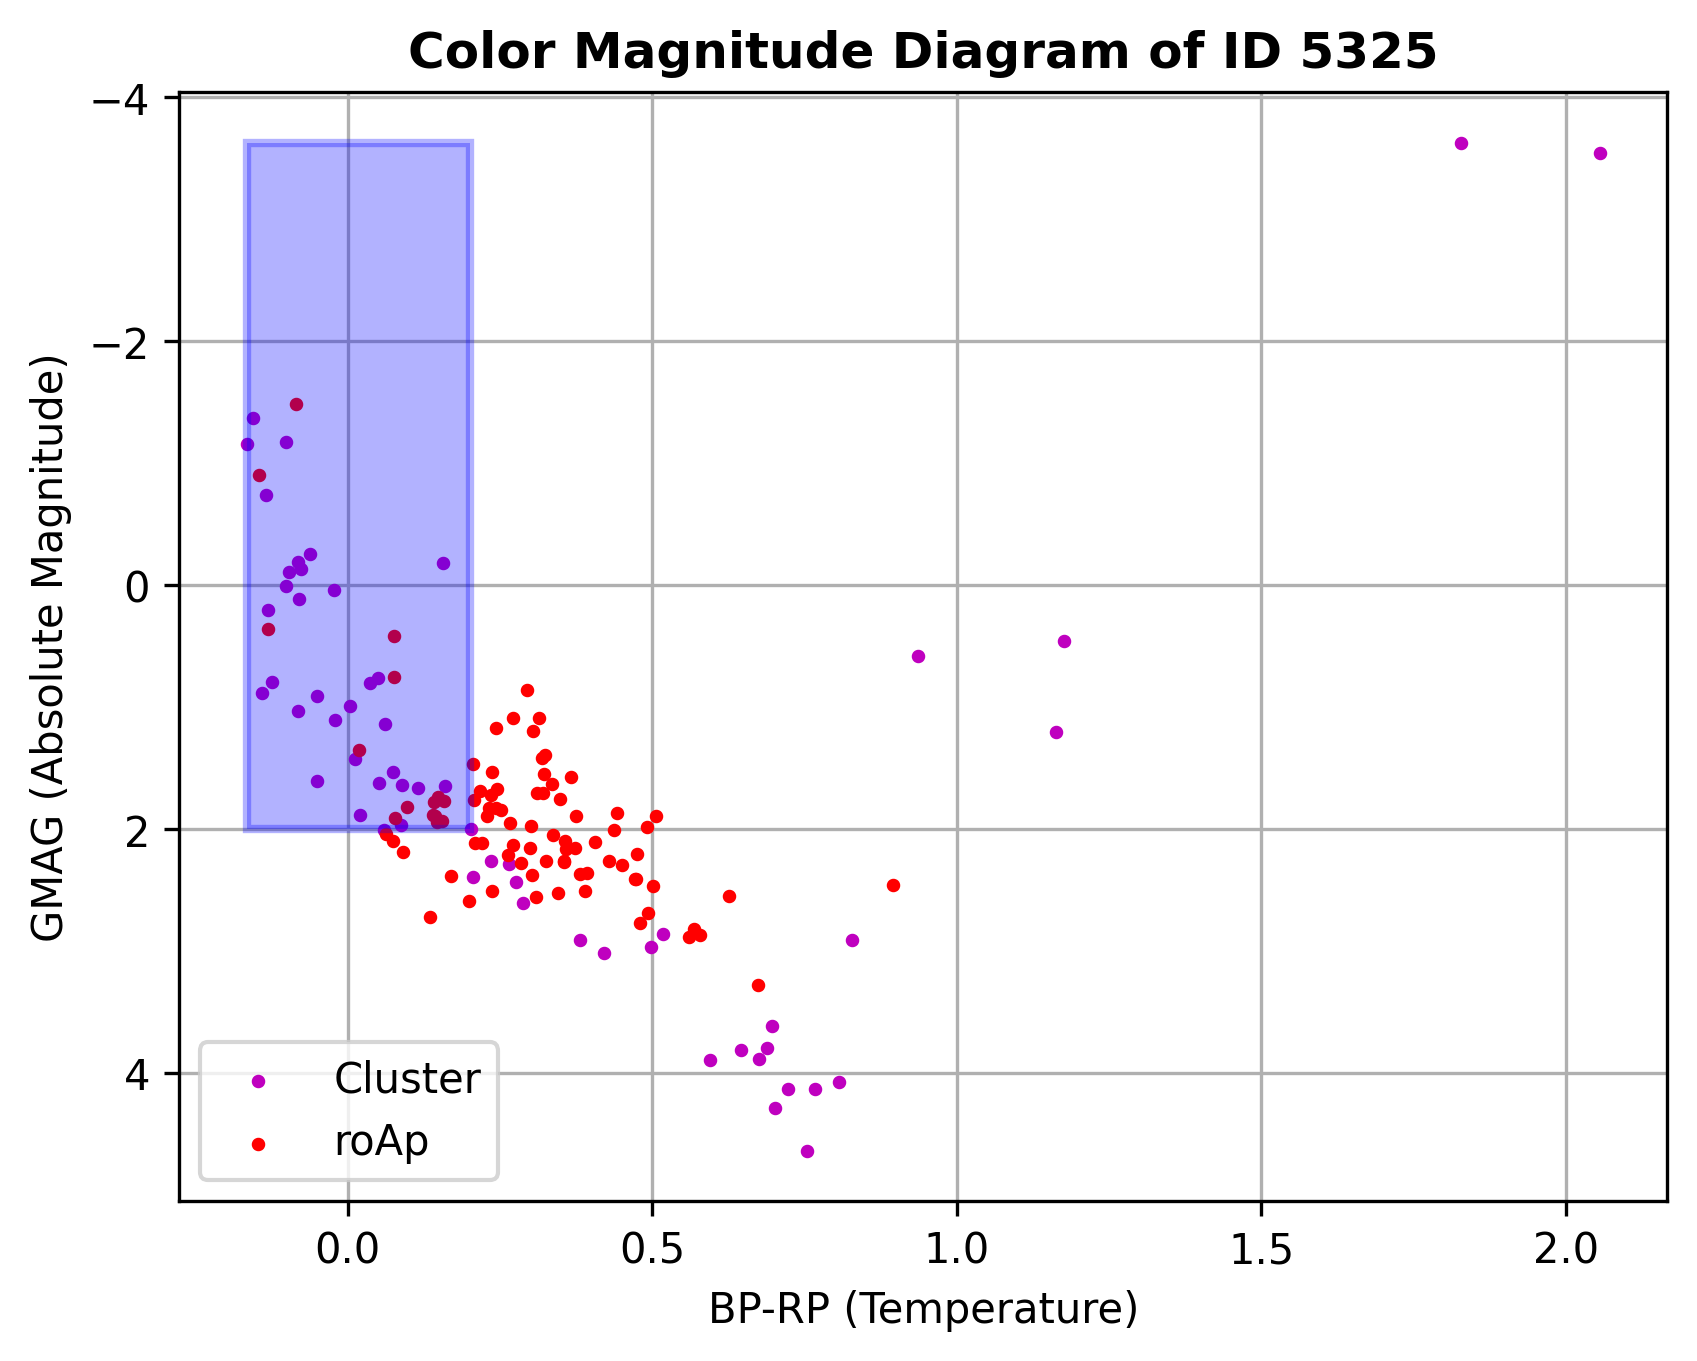 Color Magnitude Diagram of ID 5325
GMAG (Absolute Magnitude)
−4
−2
0
2
4
Cluster
roAp
0.0 0.5 1.0 1.5 2.0
BP-RP (Temperature)